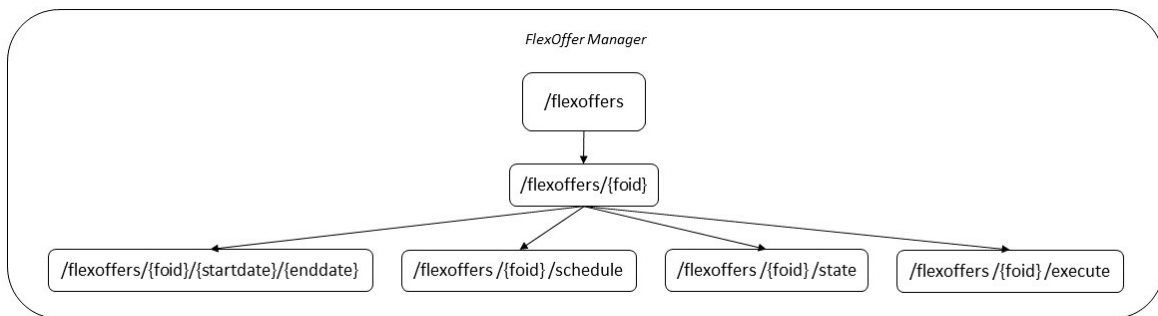 FlexOffer Manager
/flexoffers
/flexoffers/{foid}
/flexoffers/{foid}/{startdate}/{enddate}
/flexoffers /{foid} /schedule
/flexoffers /{foid} /state
/flexoffers /{foid} /execute